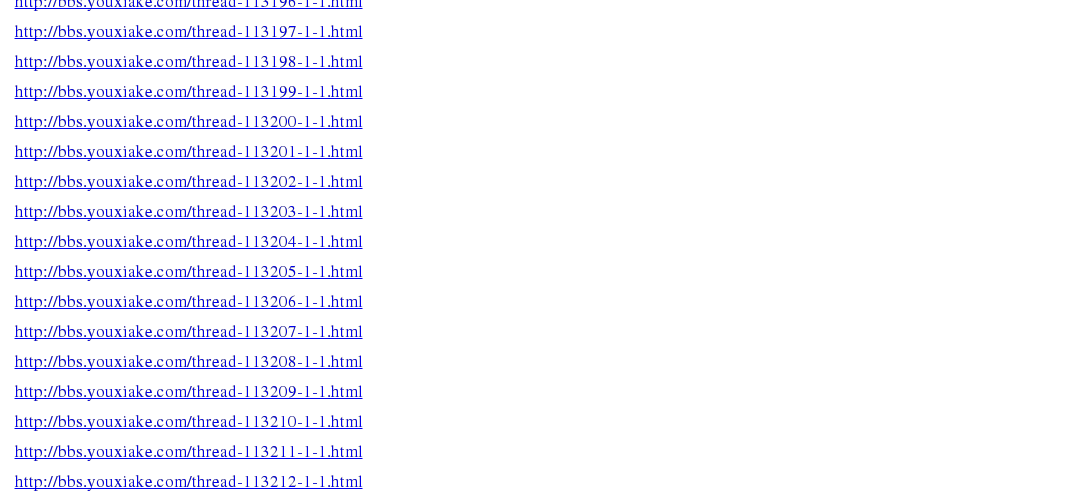 http://bbs.youxiake.com/thread-113196-1-1.html
http://bbs.youxiake.com/thread-113197-1-1.html
http://bbs.youxiake.com/thread-113198-1-1.html
http://bbs.youxiake.com/thread-113199-1-1.html
http://bbs.youxiake.com/thread-113200-1-1.html
http://bbs.youxiake.com/thread-113201-1-1.html
http://bbs.youxiake.com/thread-113202-1-1.html
http://bbs.youxiake.com/thread-113203-1-1.html
http://bbs.youxiake.com/thread-113204-1-1.html
http://bbs.youxiake.com/thread-113205-1-1.html
http://bbs.youxiake.com/thread-113206-1-1.html
http://bbs.youxiake.com/thread-113207-1-1.html
http://bbs.youxiake.com/thread-113208-1-1.html
http://bbs.youxiake.com/thread-113209-1-1.html
http://bbs.youxiake.com/thread-113210-1-1.html
http://bbs.youxiake.com/thread-113211-1-1.html
http://bbs.youxiake.com/thread-113212-1-1.html